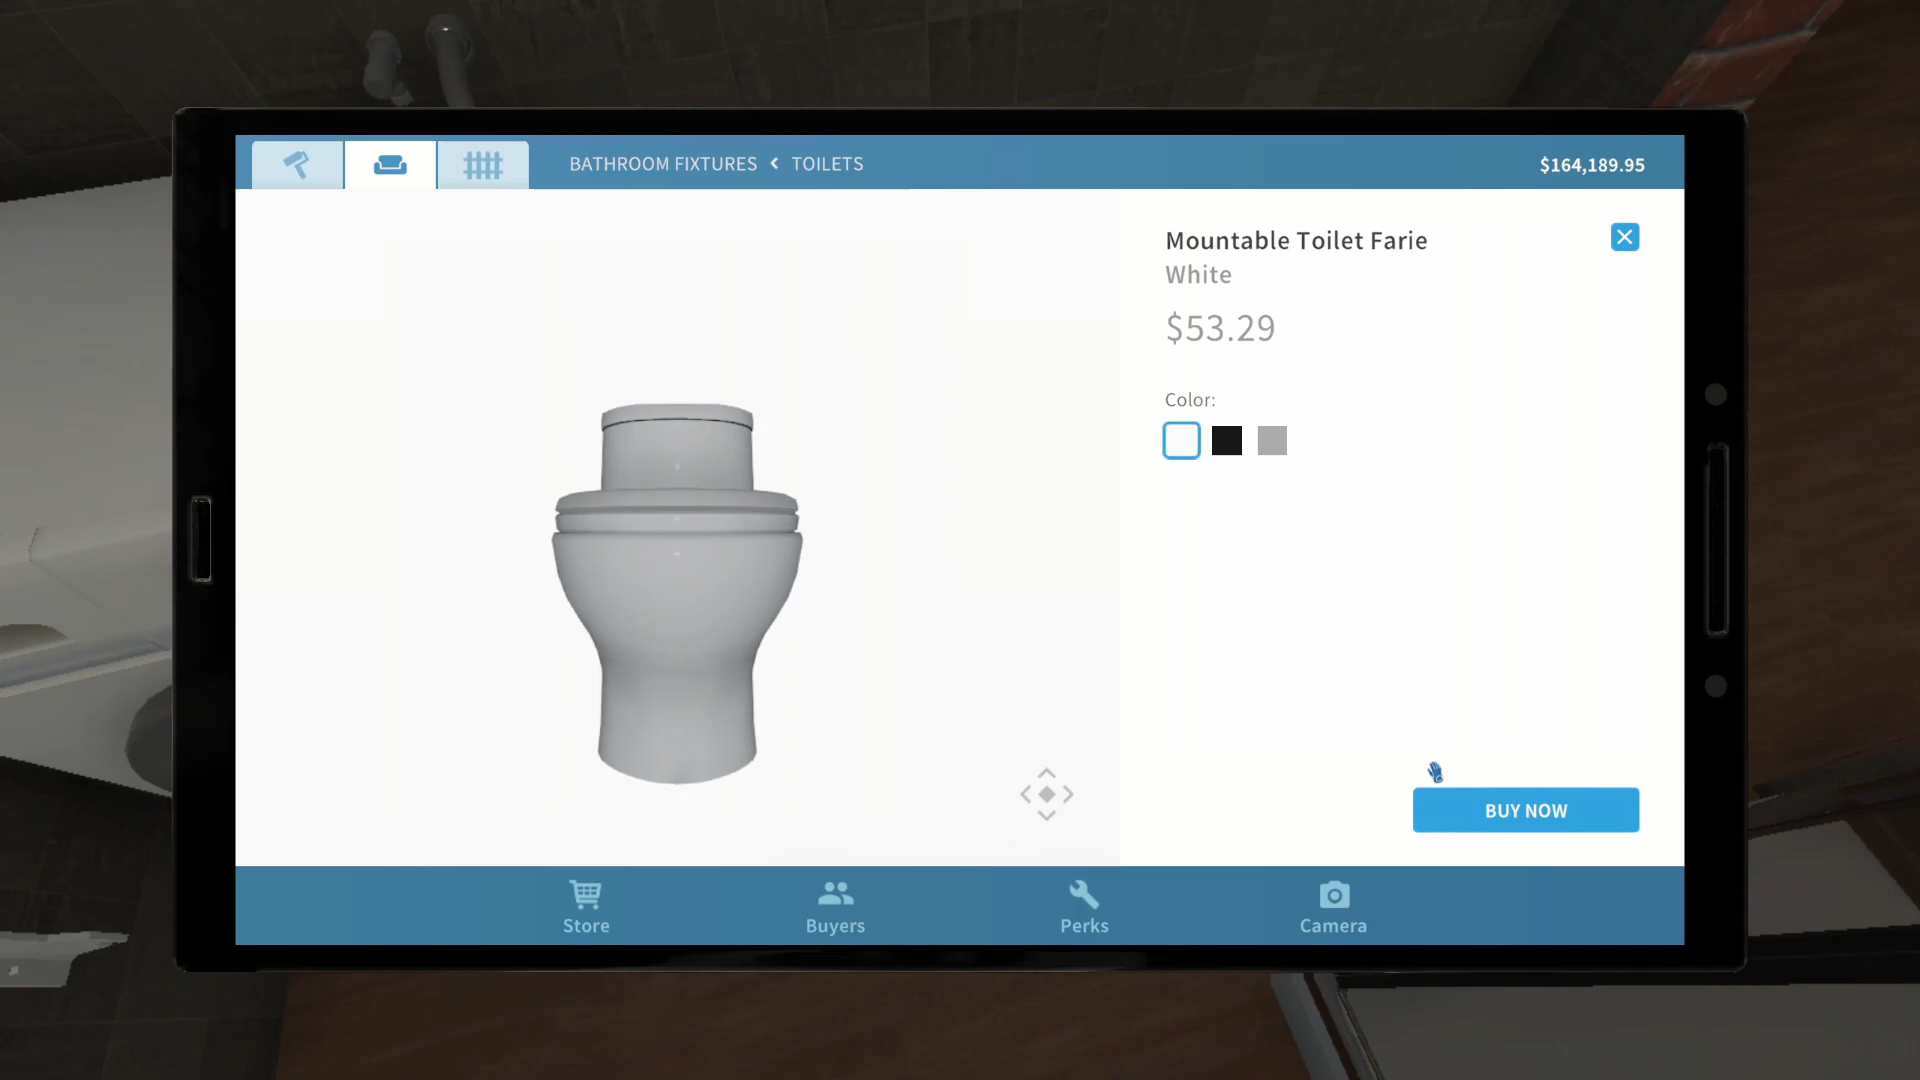 BATHROOM FIXTURES < TOILETS
$164,189.95
Mountable Toilet Farie
White
$53.29
Color:
BUY NOW
Store
Buyers
Perks
Camera